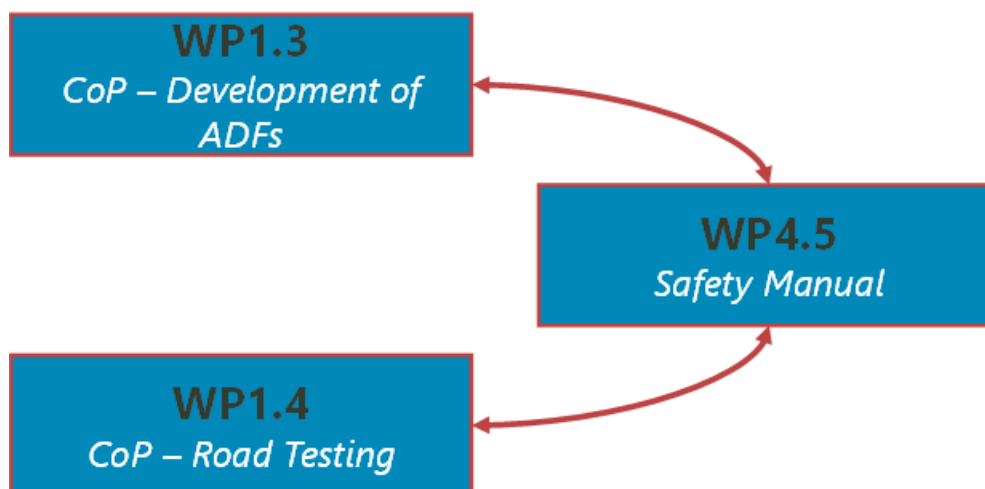 WP1.3
CoP – Development of
ADFs
WP4.5
Safety Manual
WP1.4
CoP – Road Testing